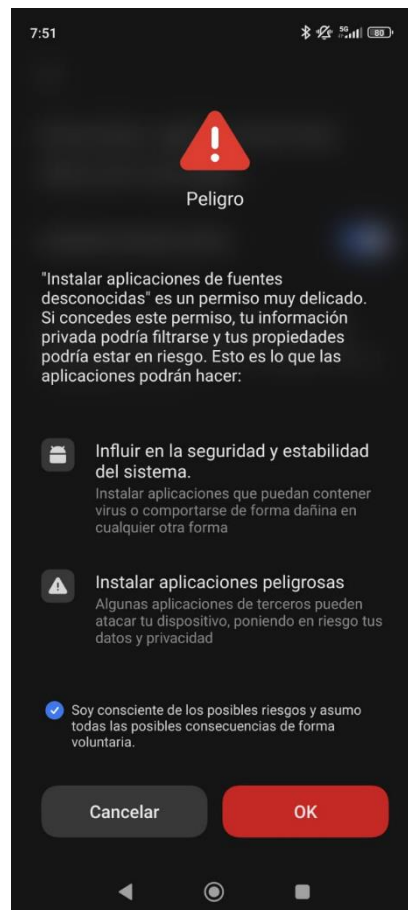 7:51
5G
80
Peligro
"Instalar aplicaciones de fuentes
desconocidas" es un permiso muy delicado.
Si concedes este permiso, tu información
privada podría filtrarse y tus propiedades
podría estar en riesgo. Esto es lo que las
aplicaciones podrán hacer:
Influir en la seguridad y estabilidad
del sistema.
Instalar aplicaciones que puedan contener
virus o comportarse de forma dañina en
cualquier otra forma
Instalar aplicaciones peligrosas
Algunas aplicaciones de terceros pueden
atacar tu dispositivo, poniendo en riesgo tus
datos y privacidad
Soy consciente de los posibles riesgos y asumo
todas las posibles consecuencias de forma
voluntaria.
Cancelar
OK